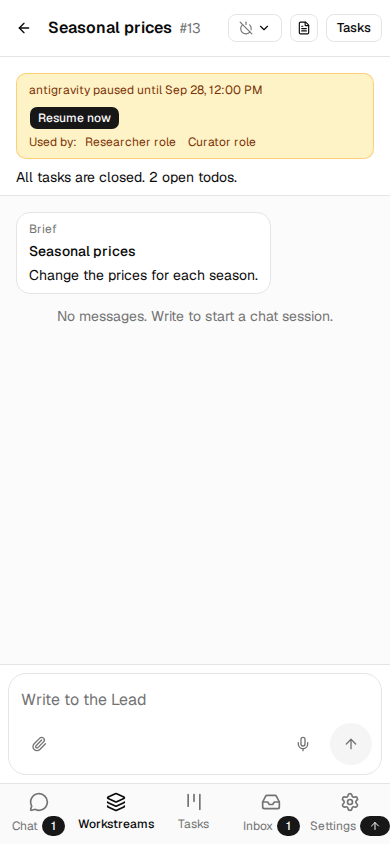 Seasonal prices #13
Tasks
antigravity paused until Sep 28, 12:00 PM
Resume now
Used by: Researcher role Curator role
All tasks are closed. 2 open todos.
Brief
Seasonal prices
Change the prices for each season.
No messages. Write to start a chat session.
Write to the Lead
Chat 1
Workstreams
Tasks
Inbox 1
Settings